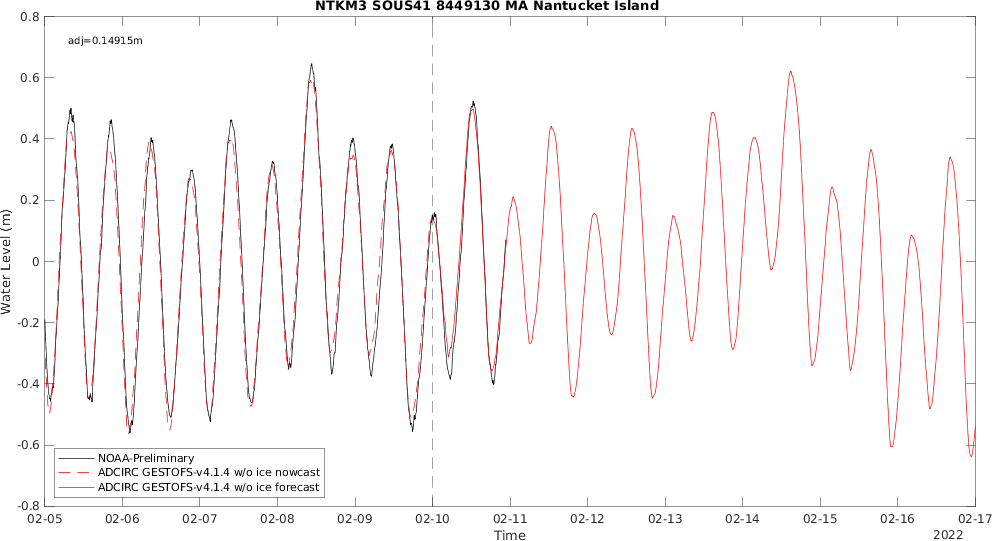 NTKM3 SOUS41 8449130 MA Nantucket Island
adj=0.14915m
Water Level (m)
0.8
0.6
0.4
0.2
0
-0.2
-0.4
-0.6
-0.8
NOAA-Preliminary
ADCIRC GESTOFS-v4.1.4 w/o ice nowcast
ADCIRC GESTOFS-v4.1.4 w/o ice forecast
02-05 02-06 02-07 02-08 02-09 02-10 02-11 02-12 02-13 02-14 02-15 02-16 02-17
Time
2022